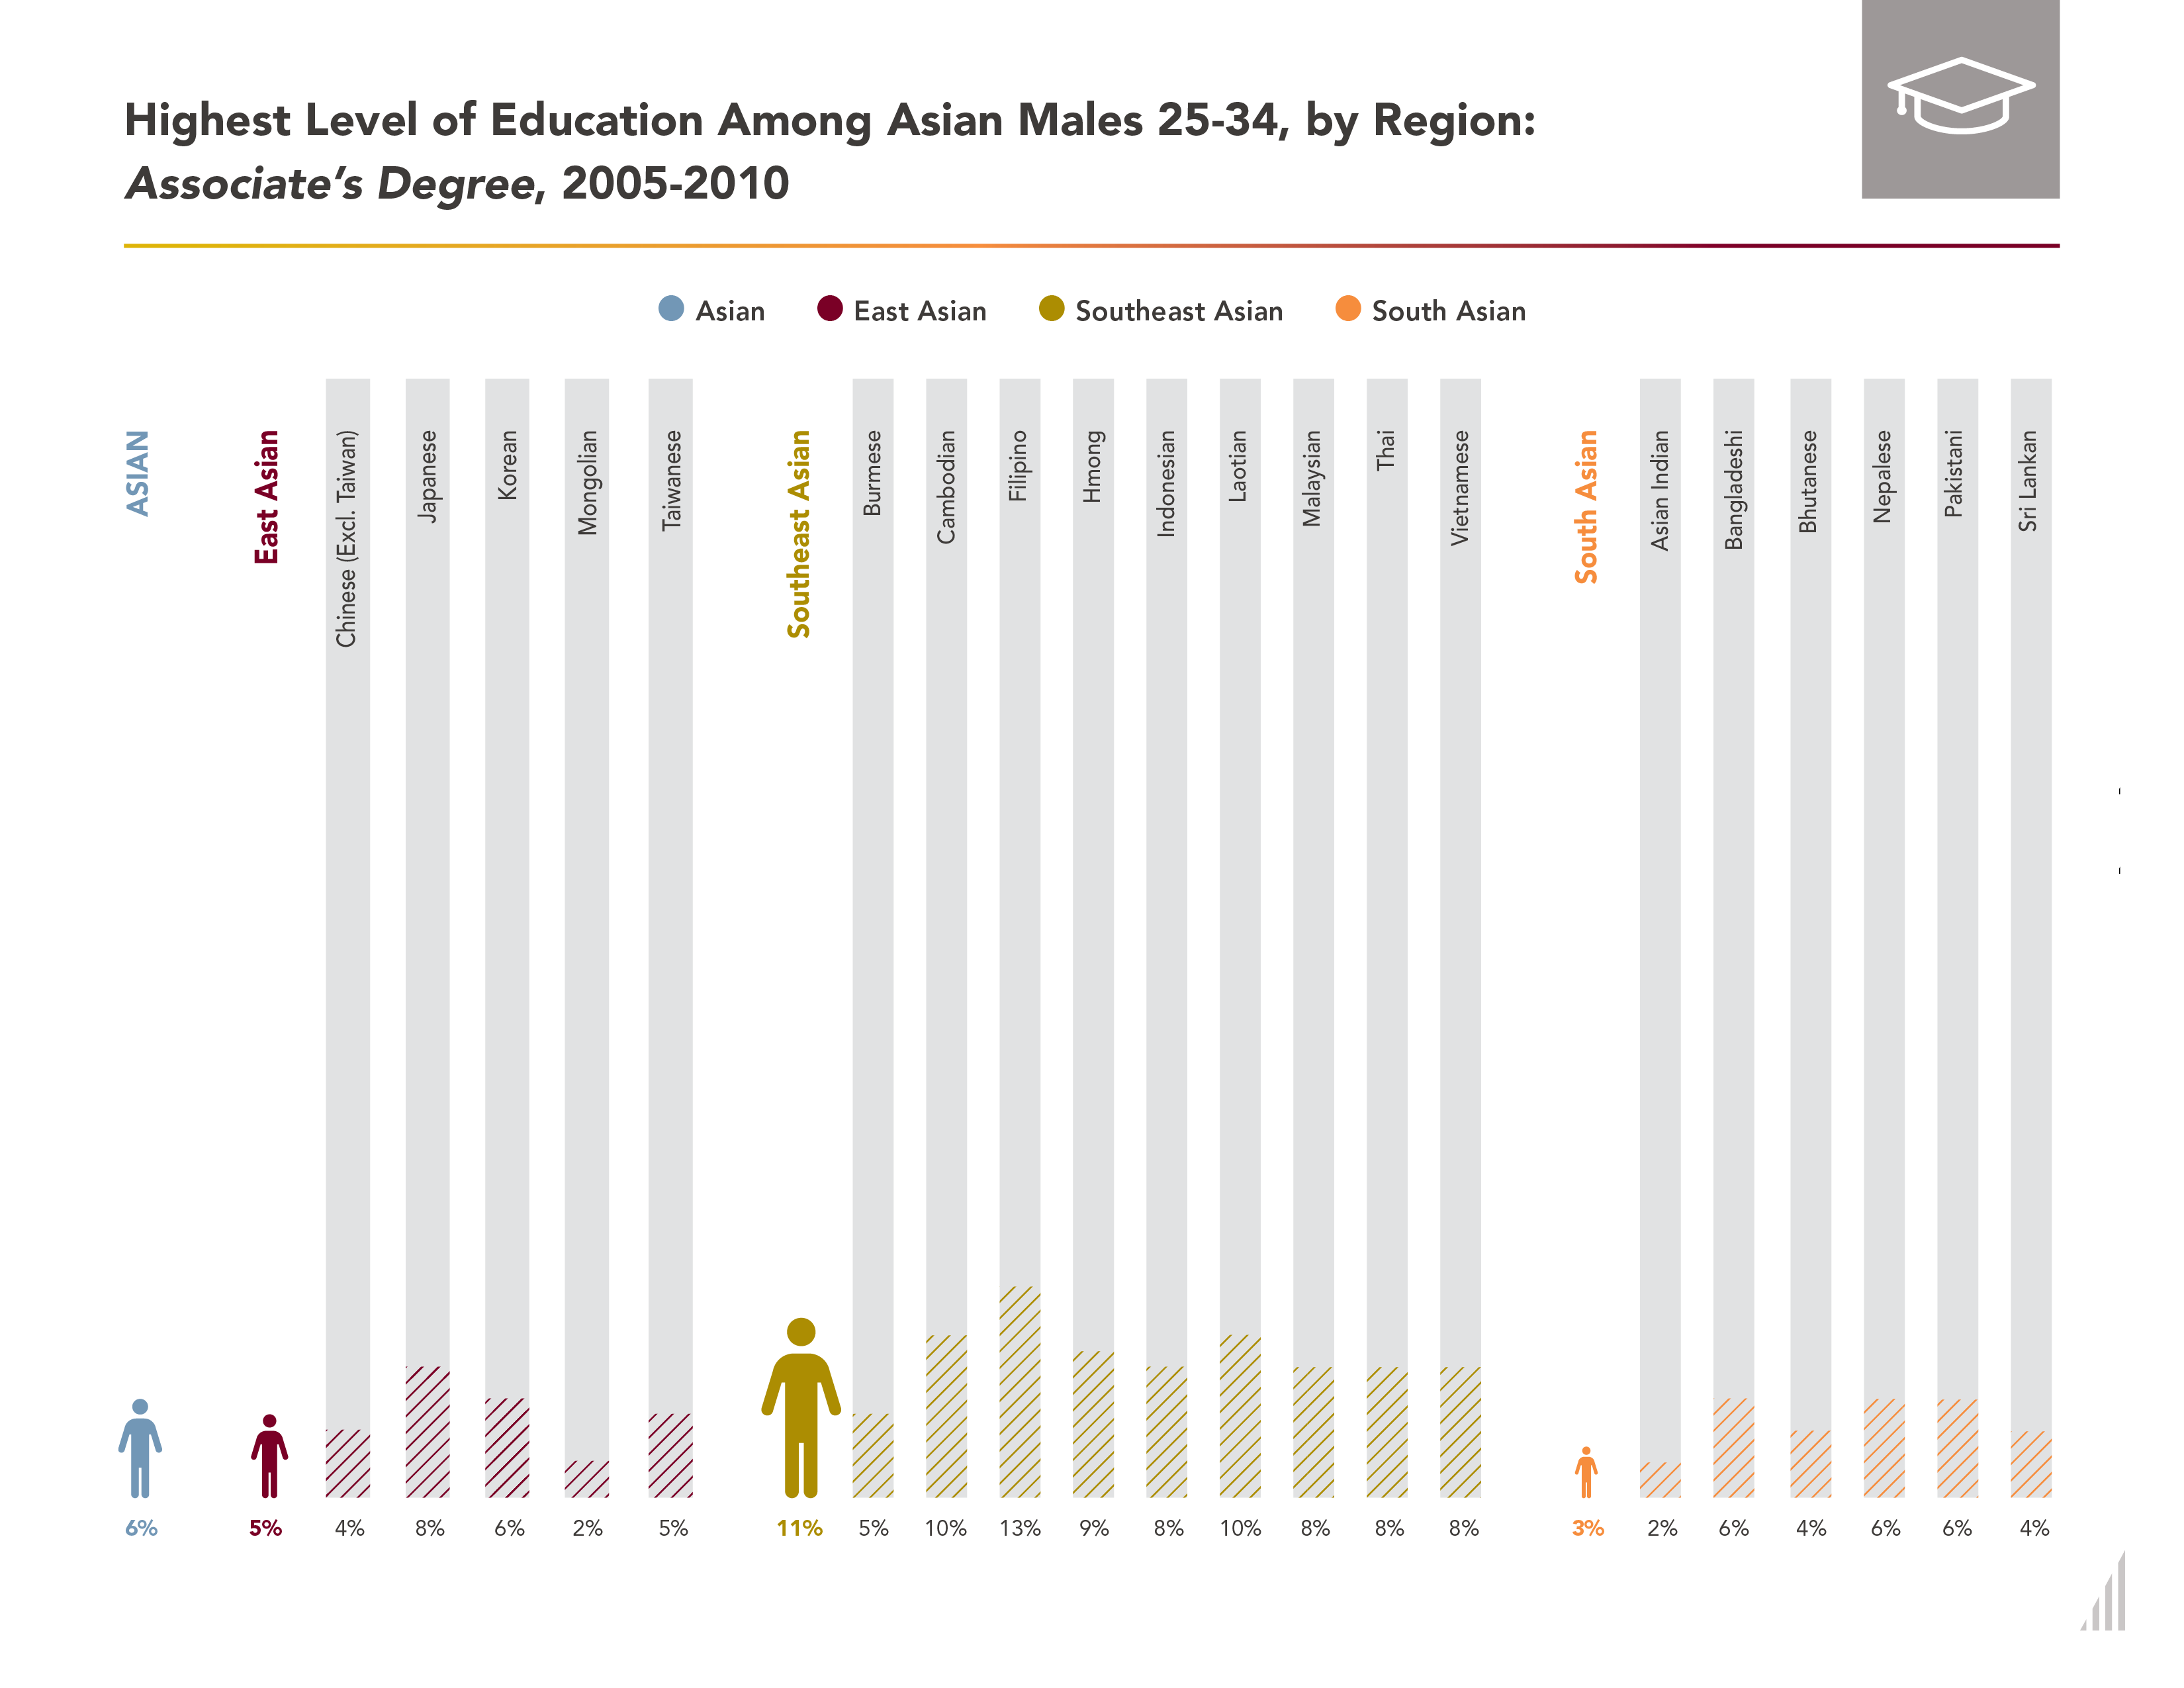 Highest Level of Education Among Asian Males 25-34, by Region:
Associate’s Degree, 2005-2010
Asian
East Asian
Southeast Asian
South Asian
ASIAN
East Asian
Chinese (Excl. Taiwan)
Japanese
Korean
Mongolian
Taiwanese
Southeast Asian
Burmese
Cambodian
Filipino
Hmong
Indonesian
Laotian
Malaysian
Thai
Vietnamese
South Asian
Asian Indian
Bangladeshi
Bhutanese
Nepalese
Pakistani
Sri Lankan
6%
5%
4%
8%
6%
2%
5%
11%
5%
10%
13%
9%
8%
10%
8%
8%
8%
3%
2%
6%
4%
6%
6%
4%